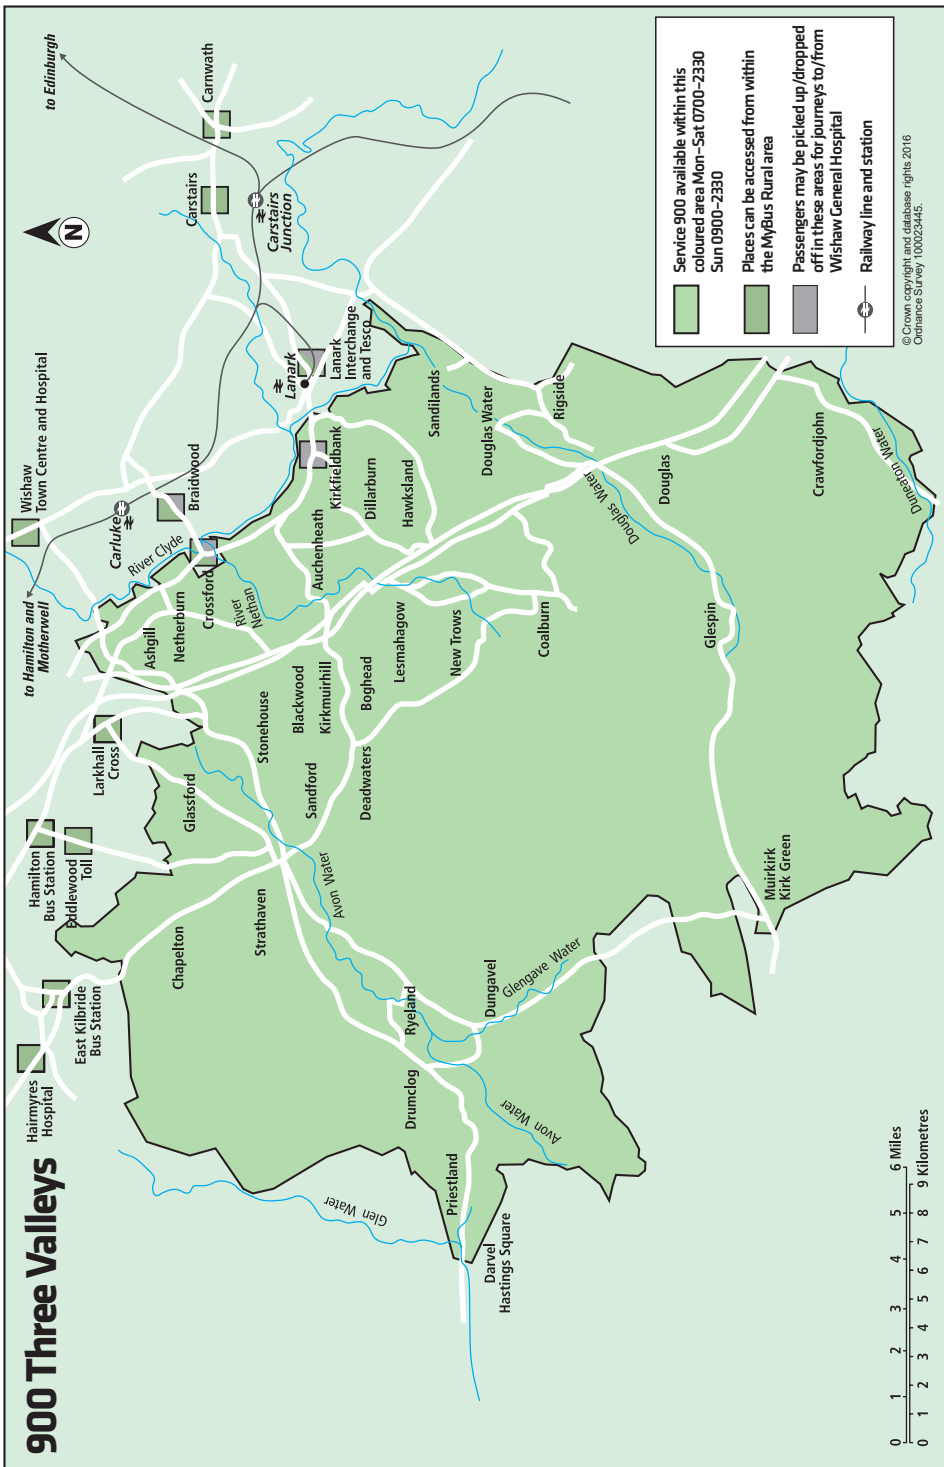 900 Three Valleys
Hairmyres
Hospital
East Kilbride
Bus Station
Hamilton
Bus Station
Eddlewood
Toll
Larkhall
Cross
to Hamilton and
Motherwell
Wishaw
Town Centre and Hospital
to Edinburgh
Carluke
River Clyde
Braidwood
Carstairs
Carnwath
Carstairs
Junction
N
Lanark
Lanark
Interchange
and Tesco
Kirkfieldbank
Crossford
Netherburn
Ashgill
River
Nethan
Glassford
Chapelton
Strathaven
Stonehouse
Blackwood
Kirkmuirhill
Auchenheath
Dillarburn
Hawksland
Sandilands
Sandford
Boghead
Deadwaters
Lesmahagow
New Trows
Coalburn
Douglas Water
Rigside
Douglas Water
Douglas
Glespin
Crawfordjohn
Duneaton Water
Avon Water
Ryeland
Dungavel
Glengave Water
Drumclog
Avon Water
Glen Water
Priestland
Darvel
Hastings Square
Muirkirk
Kirk Green
Service 900 available within this
coloured area Mon–Sat 0700–2330
Sun 0900–2330
Places can be accessed from within
the MyBus Rural area
Passengers may be picked up/dropped
off in these areas for journeys to/from
Wishaw General Hospital
Railway line and station
© Crown copyright and database rights 2016
Ordnance Survey 100023445.
0 1 2 3 4 5 6 Miles
0 1 2 3 4 5 6 7 8 9 Kilometres